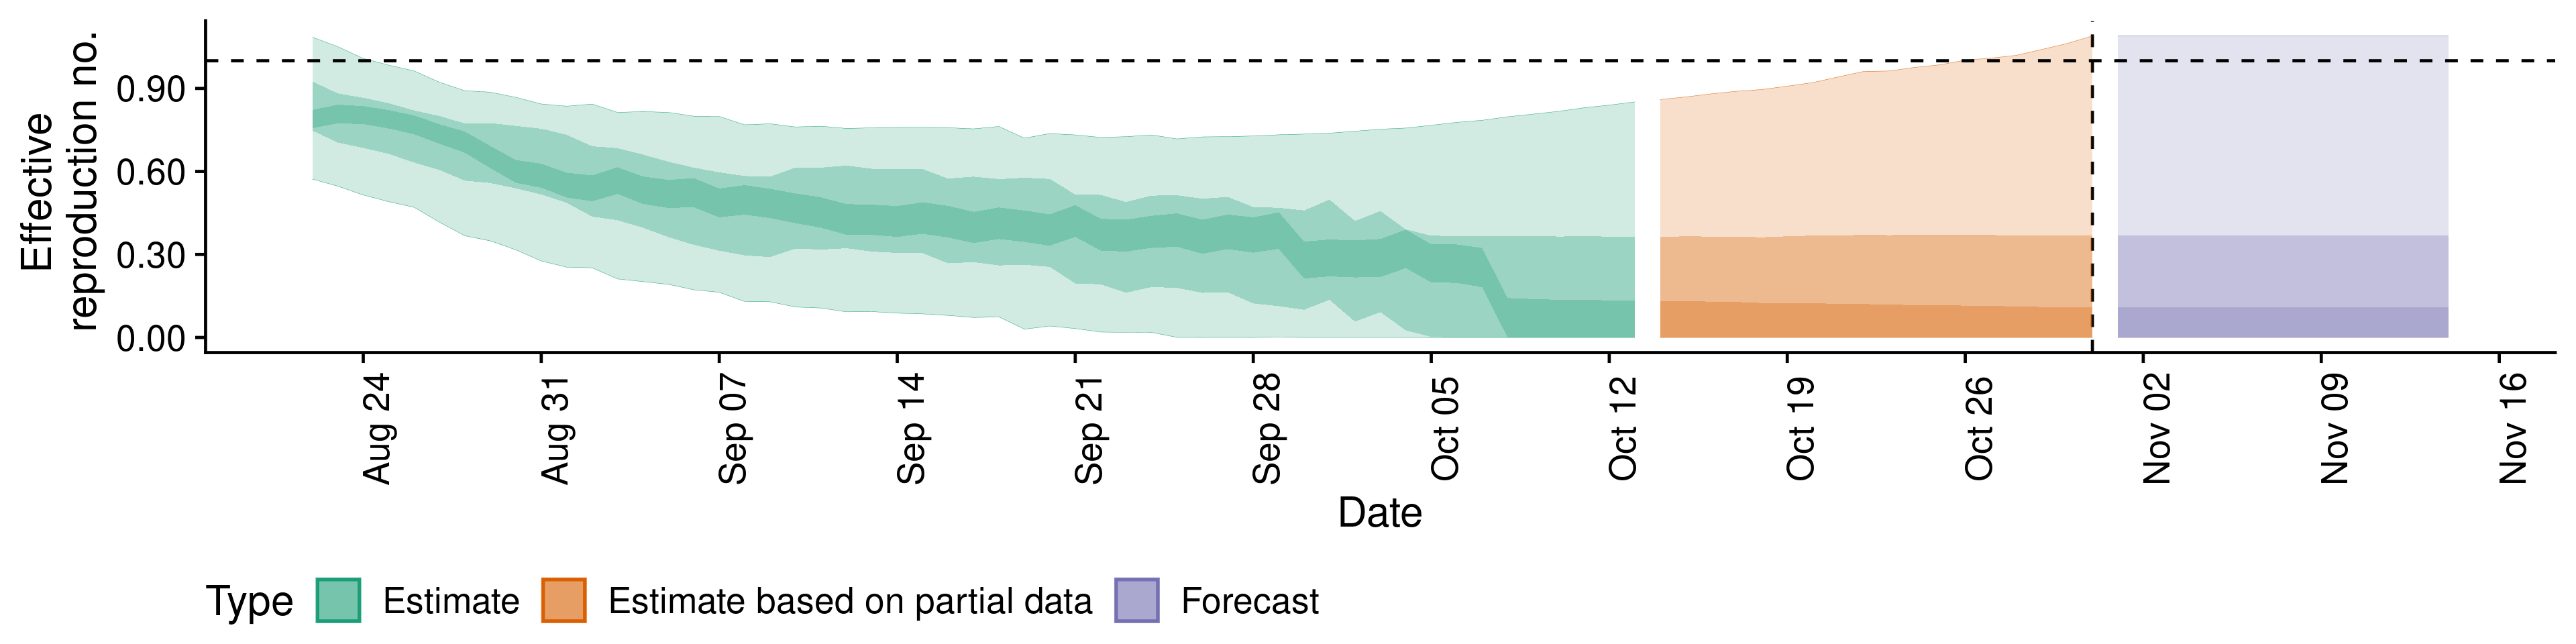 Effective
reproduction no.
0.90
0.60
0.30
0.00
Aug 24
Aug 31
Sep 07
Sep 14
Sep 21
Sep 28
Oct 05
Oct 12
Oct 19
Oct 26
Nov 02
Nov 09
Nov 16
Date
Type Estimate Estimate based on partial data Forecast